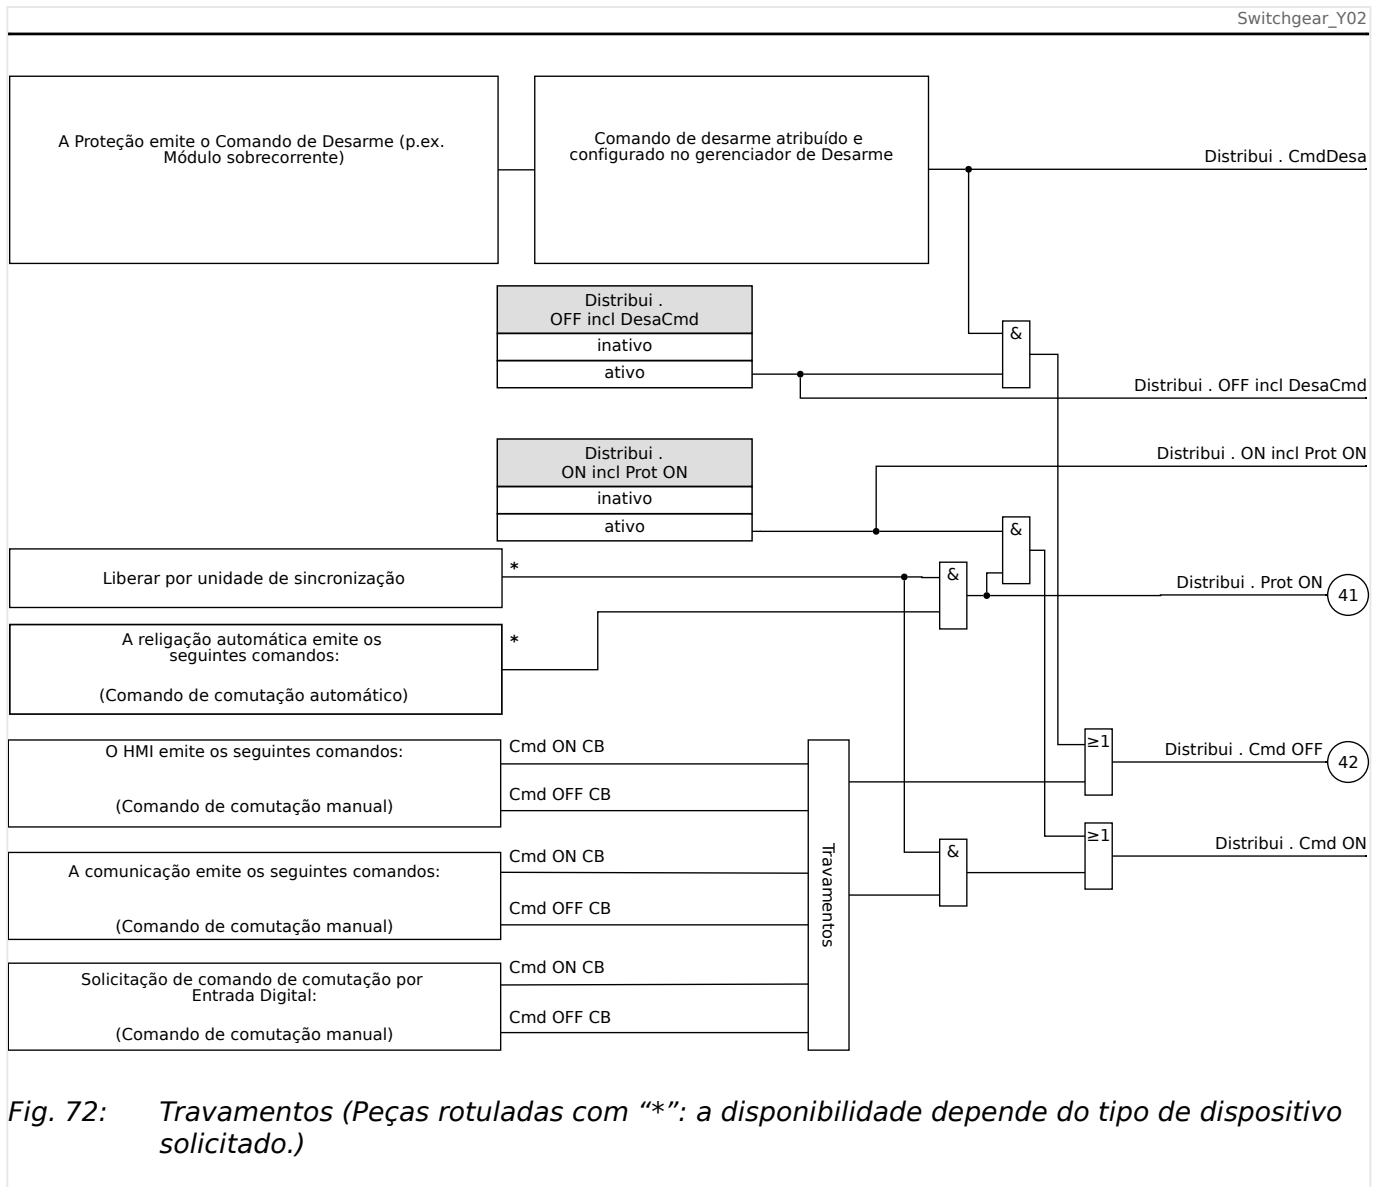 Switchgear_Y02
A Proteção emite o Comando de Desarme (p.ex.
Módulo sobrecorrente)
Comando de desarme atribuído e
configurado no gerenciador de Desarme
Distribui . CmdDesa
Distribui .
OFF incl DesaCmd
inativo
ativo
&
Distribui . OFF incl DesaCmd
Distribui .
ON incl Prot ON
inativo
ativo
Distribui . ON incl Prot ON
&
Liberar por unidade de sincronização
*
&
Distribui . Prot ON
41
A religação automática emite os
seguintes comandos:
(Comando de comutação automático)
*
O HMI emite os seguintes comandos:
(Comando de comutação manual)
Cmd ON CB
Cmd OFF CB
≥1
Distribui . Cmd OFF
42
A comunicação emite os seguintes comandos:
(Comando de comutação manual)
Cmd ON CB
Cmd OFF CB
Travamentos
&
≥1
Distribui . Cmd ON
Solicitação de comando de comutação por
Entrada Digital:
(Comando de comutação manual)
Cmd ON CB
Cmd OFF CB
Fig. 72: Travamentos (Peças rotuladas com “*”: a disponibilidade depende do tipo de dispositivo
solicitado.)